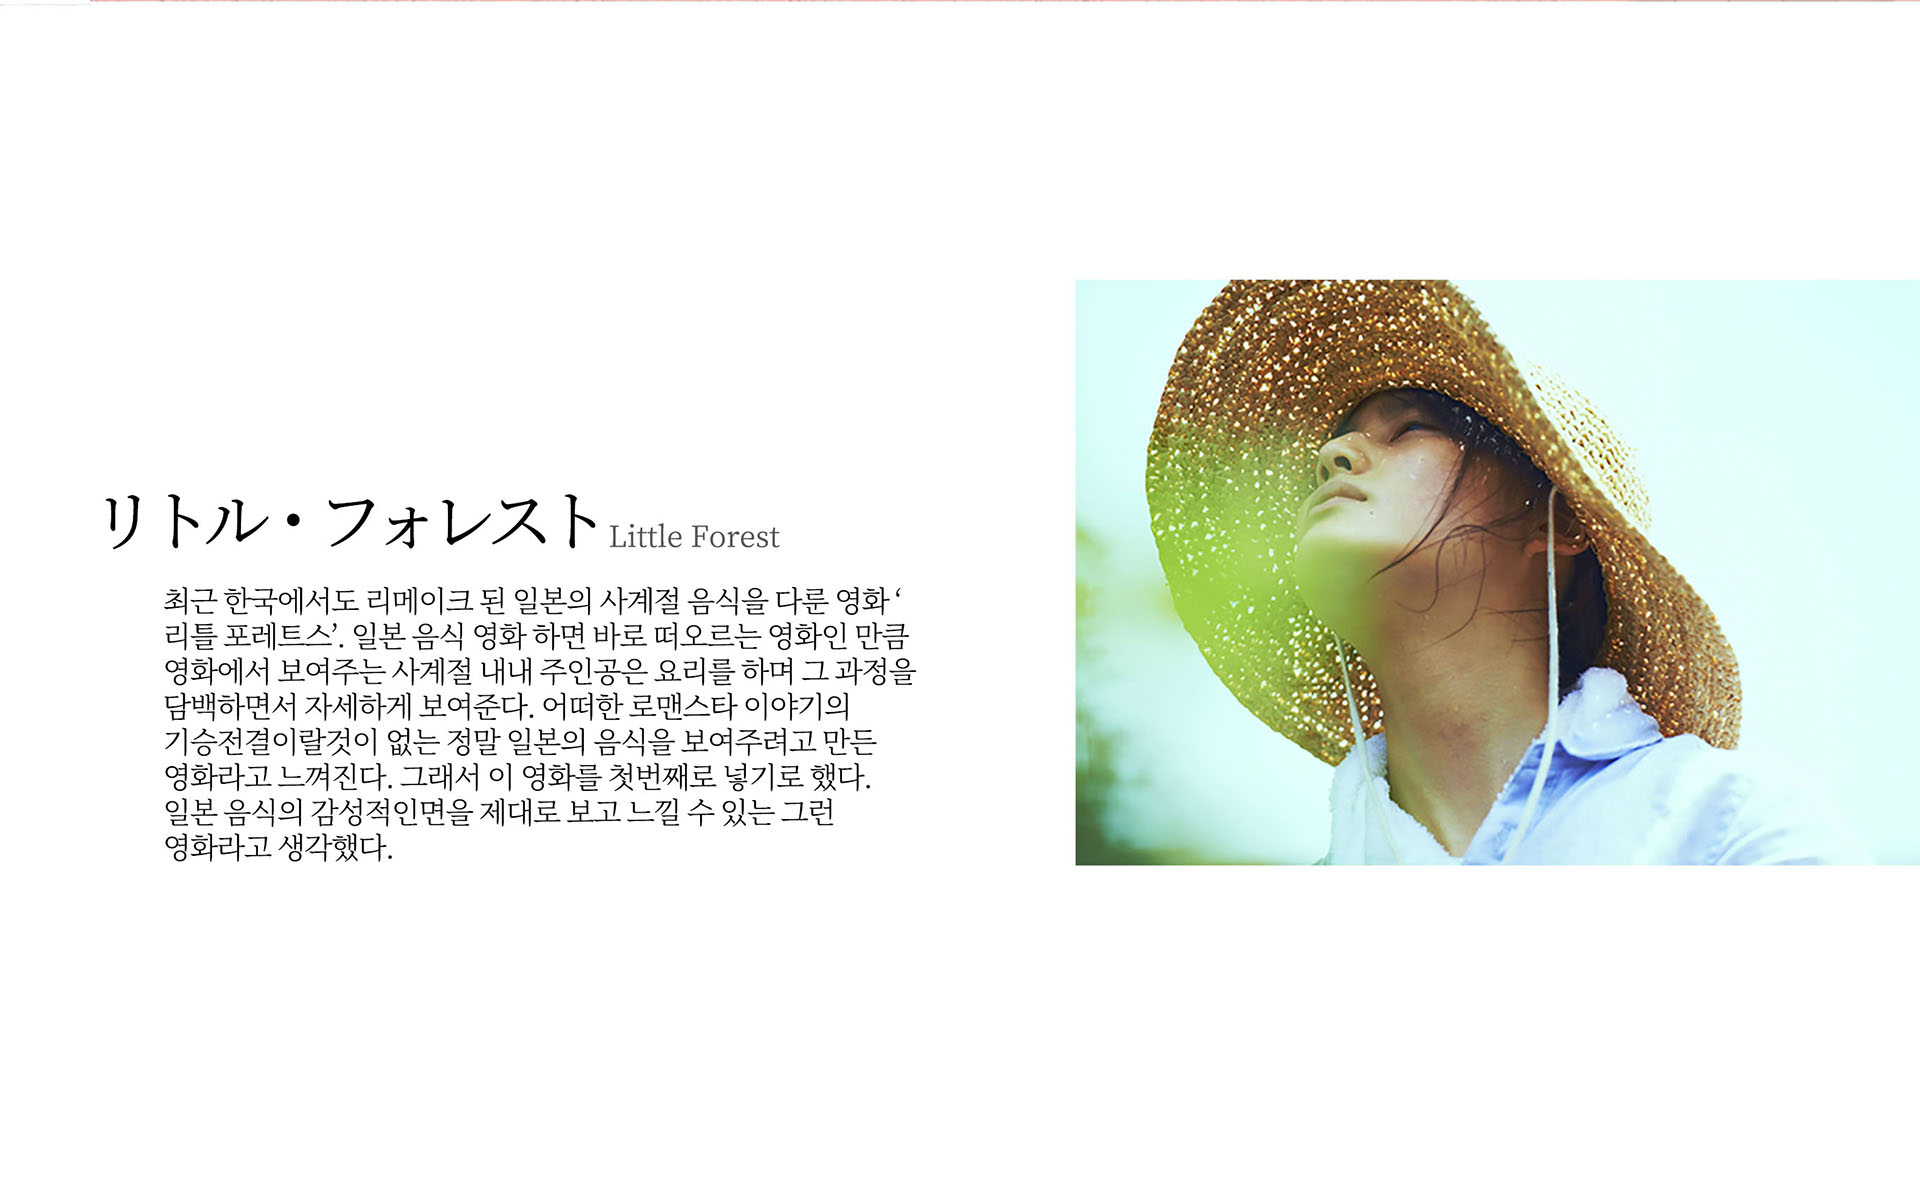 リトル・フォレスト Little Forest
최근 한국에서도 리메이크 된 일본의 사계절 음식을 다룬 영화 ‘
리틀 포레트스’. 일본 음식 영화 하면 바로 떠오르는 영화인 만큼
영화에서 보여주는 사계절 내내 주인공은 요리를 하며 그 과정을
담백하면서 자세하게 보여준다. 어떠한 로맨스타 이야기의
기승전결이랄것이 없는 정말 일본의 음식을 보여주려고 만든
영화라고 느껴진다. 그래서 이 영화를 첫번째로 넣기로 했다.
일본 음식의 감성적인면을 제대로 보고 느낄 수 있는 그런
영화라고 생각했다.